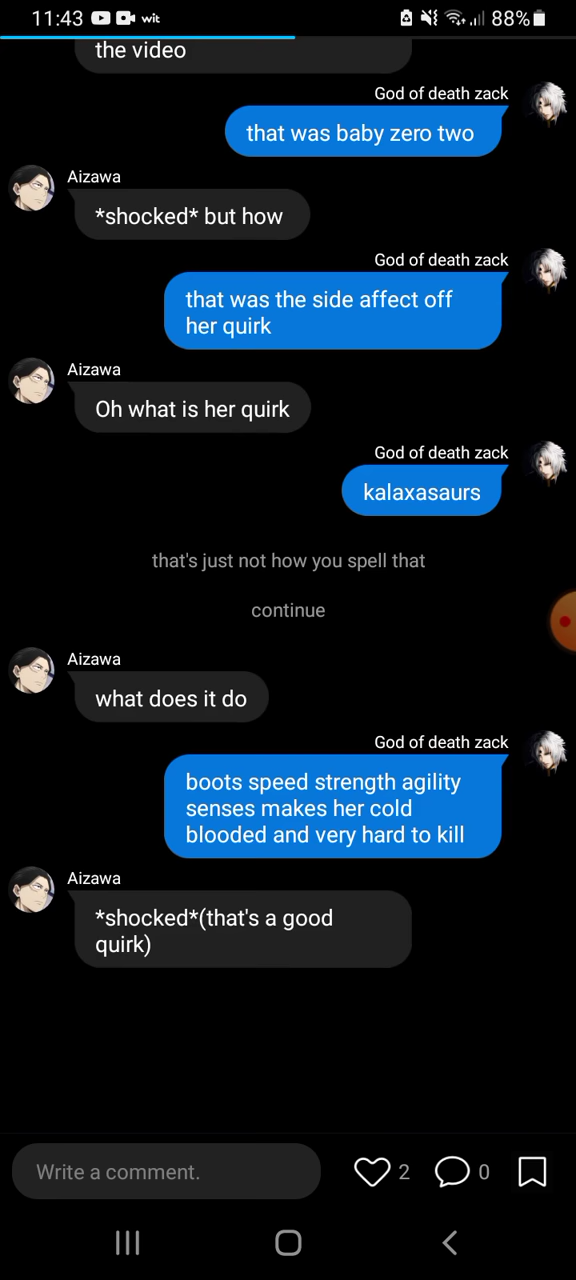 11:43 wit 88%
the video
God of death zack
that was baby zero two
Aizawa
*shocked* but how
God of death zack
that was the side affect off
her quirk
Aizawa
Oh what is her quirk
God of death zack
kalaxasaurs
that's just not how you spell that
continue
Aizawa
what does it do
God of death zack
boots speed strength agility
senses makes her cold
blooded and very hard to kill
Aizawa
*shocked*(that's a good
quirk)
Write a comment.
2
0